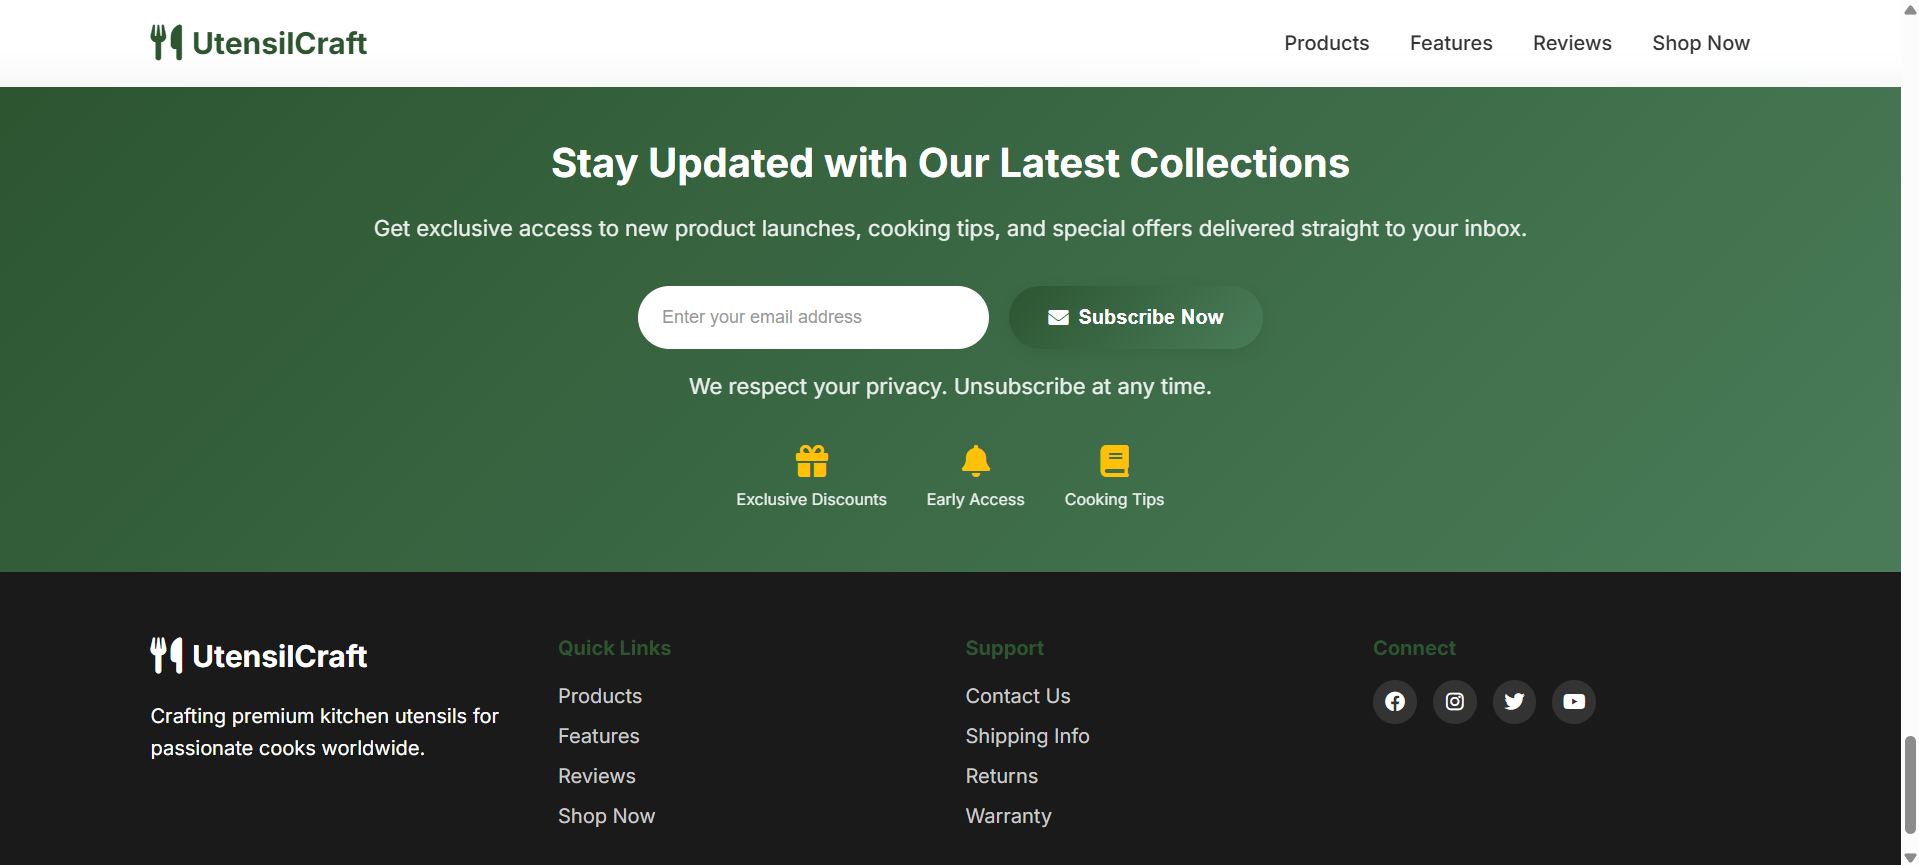 UtensilCraft
Products
Features
Reviews
Shop Now
Stay Updated with Our Latest Collections
Get exclusive access to new product launches, cooking tips, and special offers delivered straight to your inbox.
Enter your email address
Subscribe Now
We respect your privacy. Unsubscribe at any time.
Exclusive Discounts
Early Access
Cooking Tips
UtensilCraft
Crafting premium kitchen utensils for
passionate cooks worldwide.
Quick Links
Products
Features
Reviews
Shop Now
Support
Contact Us
Shipping Info
Returns
Warranty
Connect